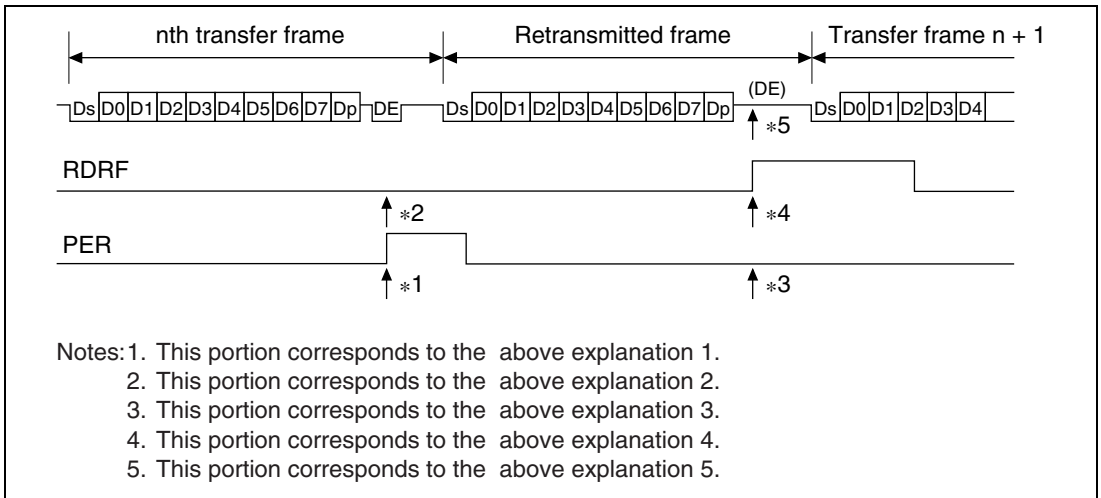 nth transfer frame Retransmitted frame Transfer frame n + 1
(DE)
Ds D0 D1 D2 D3 D4 D5 D6 D7 Dp DE Ds D0 D1 D2 D3 D4 D5 D6 D7 Dp Ds D0 D1 D2 D3 D4
*5
RDRF
*2 *4
PER
*1 *3
Notes:1. This portion corresponds to the above explanation 1.
2. This portion corresponds to the above explanation 2.
3. This portion corresponds to the above explanation 3.
4. This portion corresponds to the above explanation 4.
5. This portion corresponds to the above explanation 5.